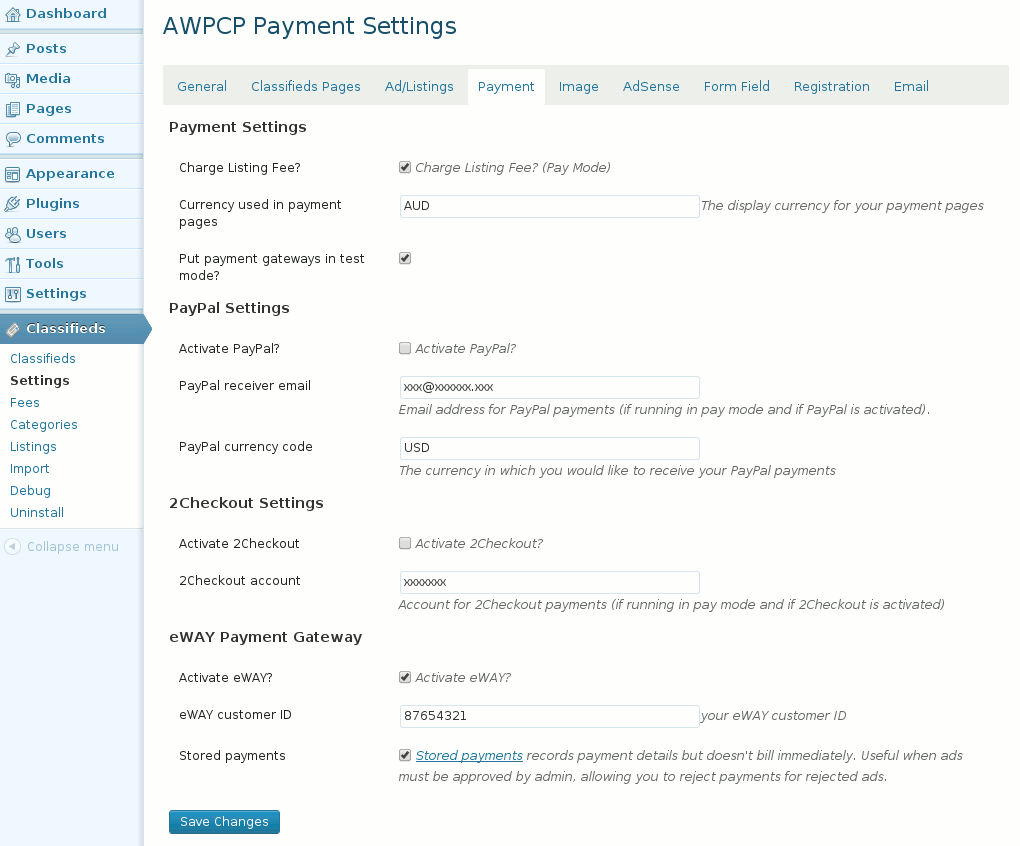 Dashboard
Posts
Media
Pages
Comments
Appearance
Plugins
Users
Tools
Settings
Classifieds
Classifieds
Settings
Fees
Categories
Listings
Import
Debug
Uninstall
Collapse menu
AWPCP Payment Settings
General Classifieds Pages Ad/Listings Payment Image AdSense Form Field Registration Email
Payment Settings
Charge Listing Fee? Charge Listing Fee? (Pay Mode)
Currency used in payment
pages
AUD The display currency for your payment pages
Put payment gateways in test
mode?
PayPal Settings
Activate PayPal? Activate PayPal?
PayPal receiver email xxx@xxxxxx.xxx
Email address for PayPal payments (if running in pay mode and if PayPal is activated).
PayPal currency code USD
The currency in which you would like to receive your PayPal payments
2Checkout Settings
Activate 2Checkout Activate 2Checkout?
2Checkout account xxxxxxx
Account for 2Checkout payments (if running in pay mode and if 2Checkout is activated)
eWAY Payment Gateway
Activate eWAY? Activate eWAY?
eWAY customer ID 87654321 your eWAY customer ID
Stored payments Stored payments records payment details but doesn't bill immediately. Useful when ads
must be approved by admin, allowing you to reject payments for rejected ads.
Save Changes